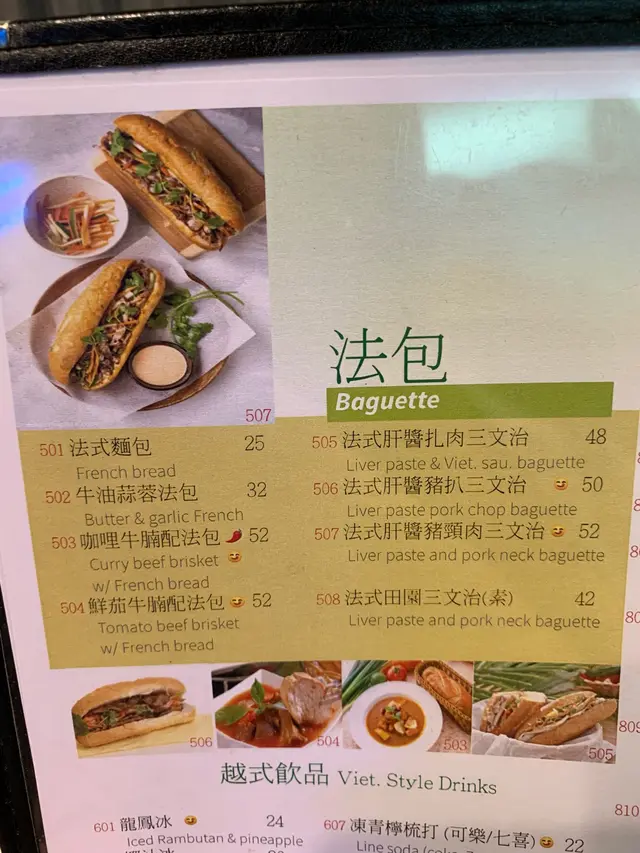 507
法包
Baguette
501 法式麵包 25
French bread
502 牛油蒜蓉法包 32
Butter & garlic French
503 咖哩牛腩配法包 52
Curry beef brisket
w/ French bread
504 鮮茄牛腩配法包 52
Tomato beef brisket
w/ French bread
505 法式肝醬扎肉三文治 48
Liver paste & Viet. sau. baguette
506 法式肝醬豬扒三文治 50
Liver paste pork chop baguette
507 法式肝醬豬頸肉三文治 52
Liver paste and pork neck baguette
508 法式田園三文治(素) 42
Liver paste and pork neck baguette
506
504
503
505
越式飲品 Viet. Style Drinks
601 龍鳳冰 24
Iced Rambutan & pineapple
607 凍青檸梳打 (可樂/七喜) 22
809
810